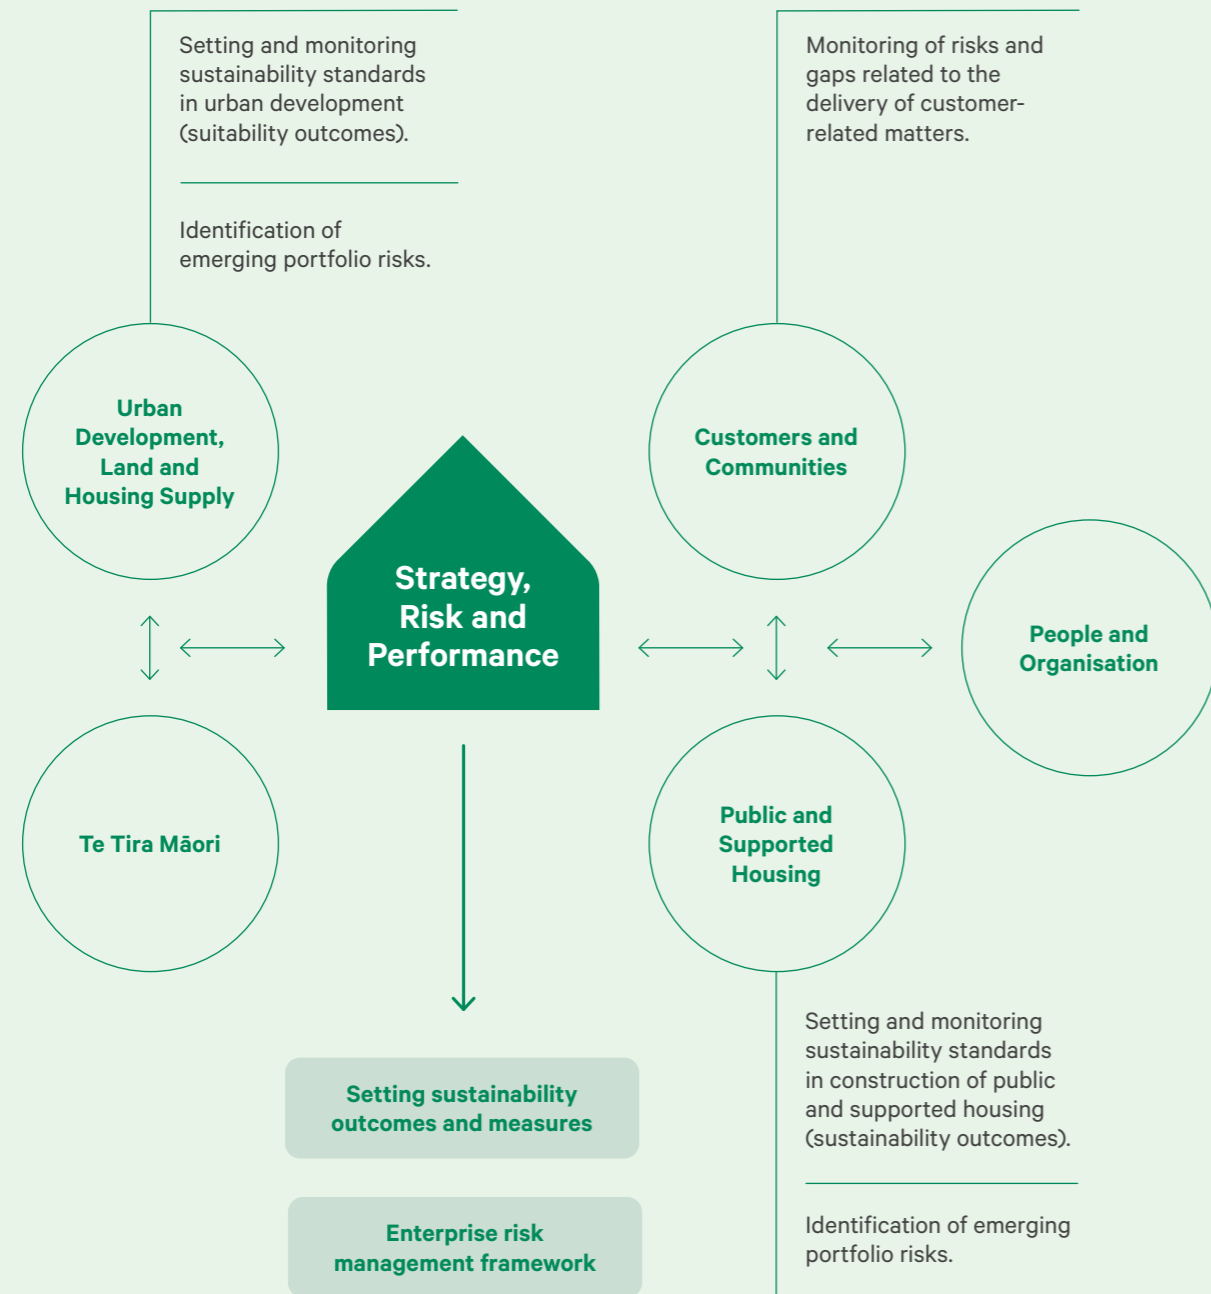 Setting and monitoring
sustainability standards
in urban development
(suitability outcomes).
Identification of
emerging portfolio risks.
Monitoring of risks and
gaps related to the
delivery of customer-
related matters.
Urban
Development,
Land and
Housing Supply
Customers and
Communities
Strategy,
Risk and
Performance
People and
Organisation
Te Tira Māori
Public and
Supported
Housing
Setting sustainability
outcomes and measures
Enterprise risk
management framework
Setting and monitoring
sustainability standards
in construction of public
and supported housing
(sustainability outcomes).
Identification of emerging
portfolio risks.